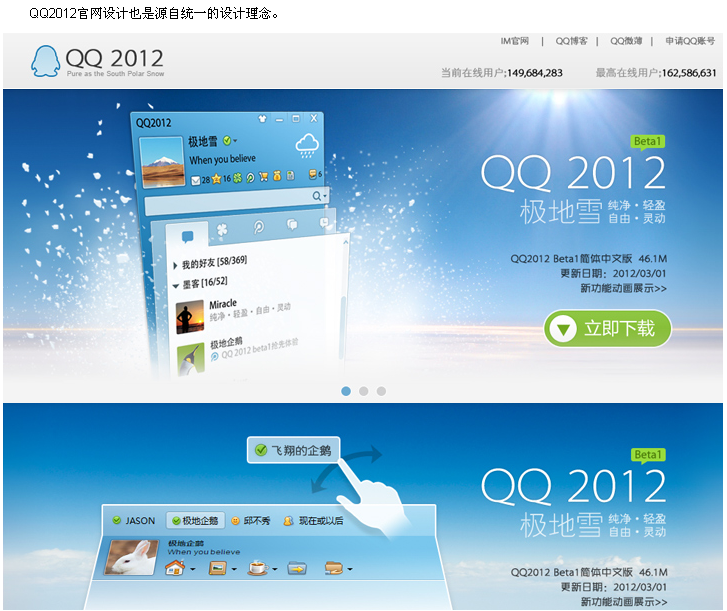 QQ2012官网设计也是源自统一的设计理念。
IM官网 | QQ博客 | QQ微薄 | 申请QQ账号
QQ 2012
Pure as the South Polar Snow
当前在线用户:149,684,283 最高在线用户:162,586,631
QQ2012
极地雪
When you believe
28 16 6
我的好友 [58/369]
墨客 [16/52]
Miracle
纯净·轻盈·自由·灵动
极地企鹅
QQ 2012 beta1抢先体验
Beta1
QQ 2012
极地雪 纯净·轻盈
自由·灵动
QQ2012 Beta1简体中文版 46.1M
更新日期: 2012/03/01
新功能动画展示>>
立即下载
飞翔的企鹅
JASON 极地企鹅 邱不秀 现在或以后
极地企鹅
When you believe
Beta1
QQ 2012
极地雪 纯净·轻盈
自由·灵动
QQ2012 Beta1简体中文版 46.1M
更新日期: 2012/03/01
新功能动画展示>>